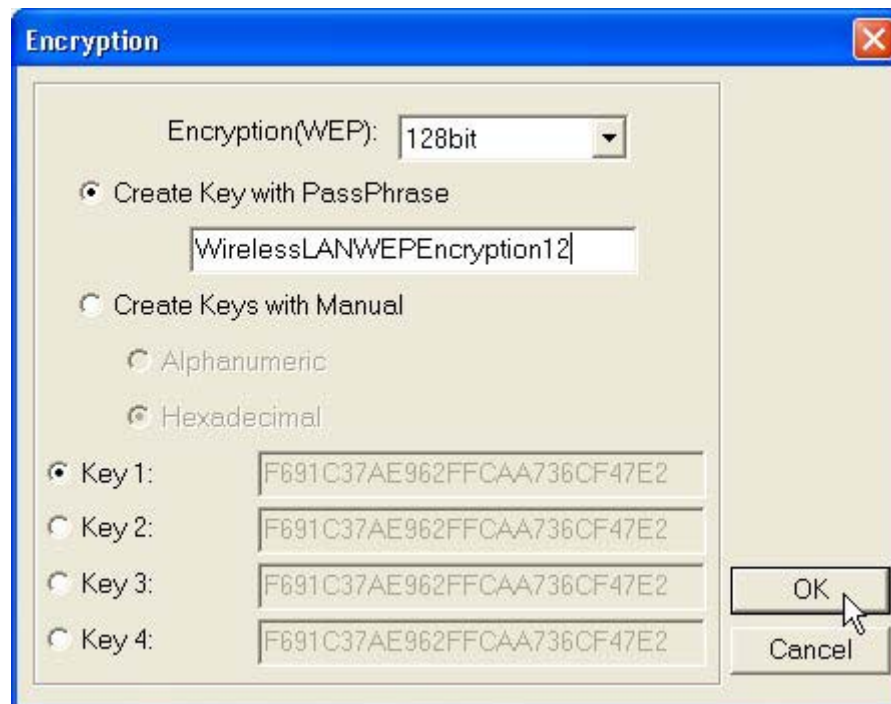 Encryption
Encryption(WEP): 128bit
Create Key with PassPhrase
WirelessLANWEPEncryption12
Create Keys with Manual
Alphanumeric
Hexadecimal
Key 1: F691C37AE962FFCAA736CF47E2
Key 2: F691C37AE962FFCAA736CF47E2
Key 3: F691C37AE962FFCAA736CF47E2
Key 4: F691C37AE962FFCAA736CF47E2
OK
Cancel